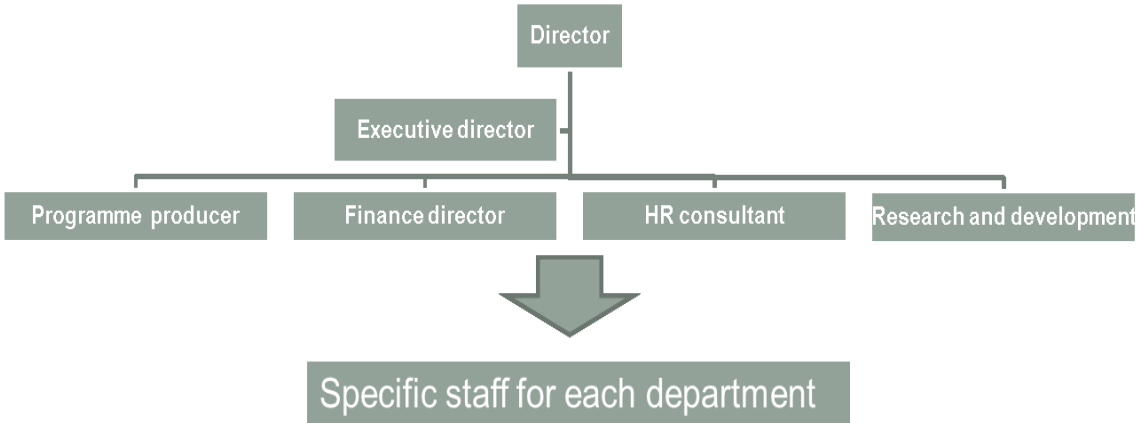 Director
Executive director
Programme producer
Finance director
HR consultant
Research and development
Specific staff for each department